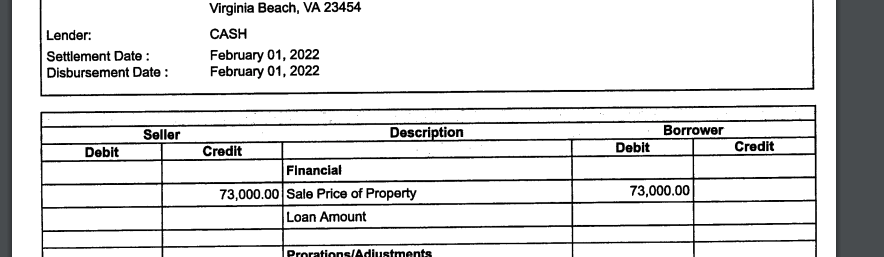 Virginia Beach, VA 23454
Lender: CASH
Settlement Date : February 01, 2022
Disbursement Date : February 01, 2022
Seller Description Borrower
Debit Credit Debit Credit
Financial
73,000.00 Sale Price of Property 73,000.00
Loan Amount
Prorations/Adjustments